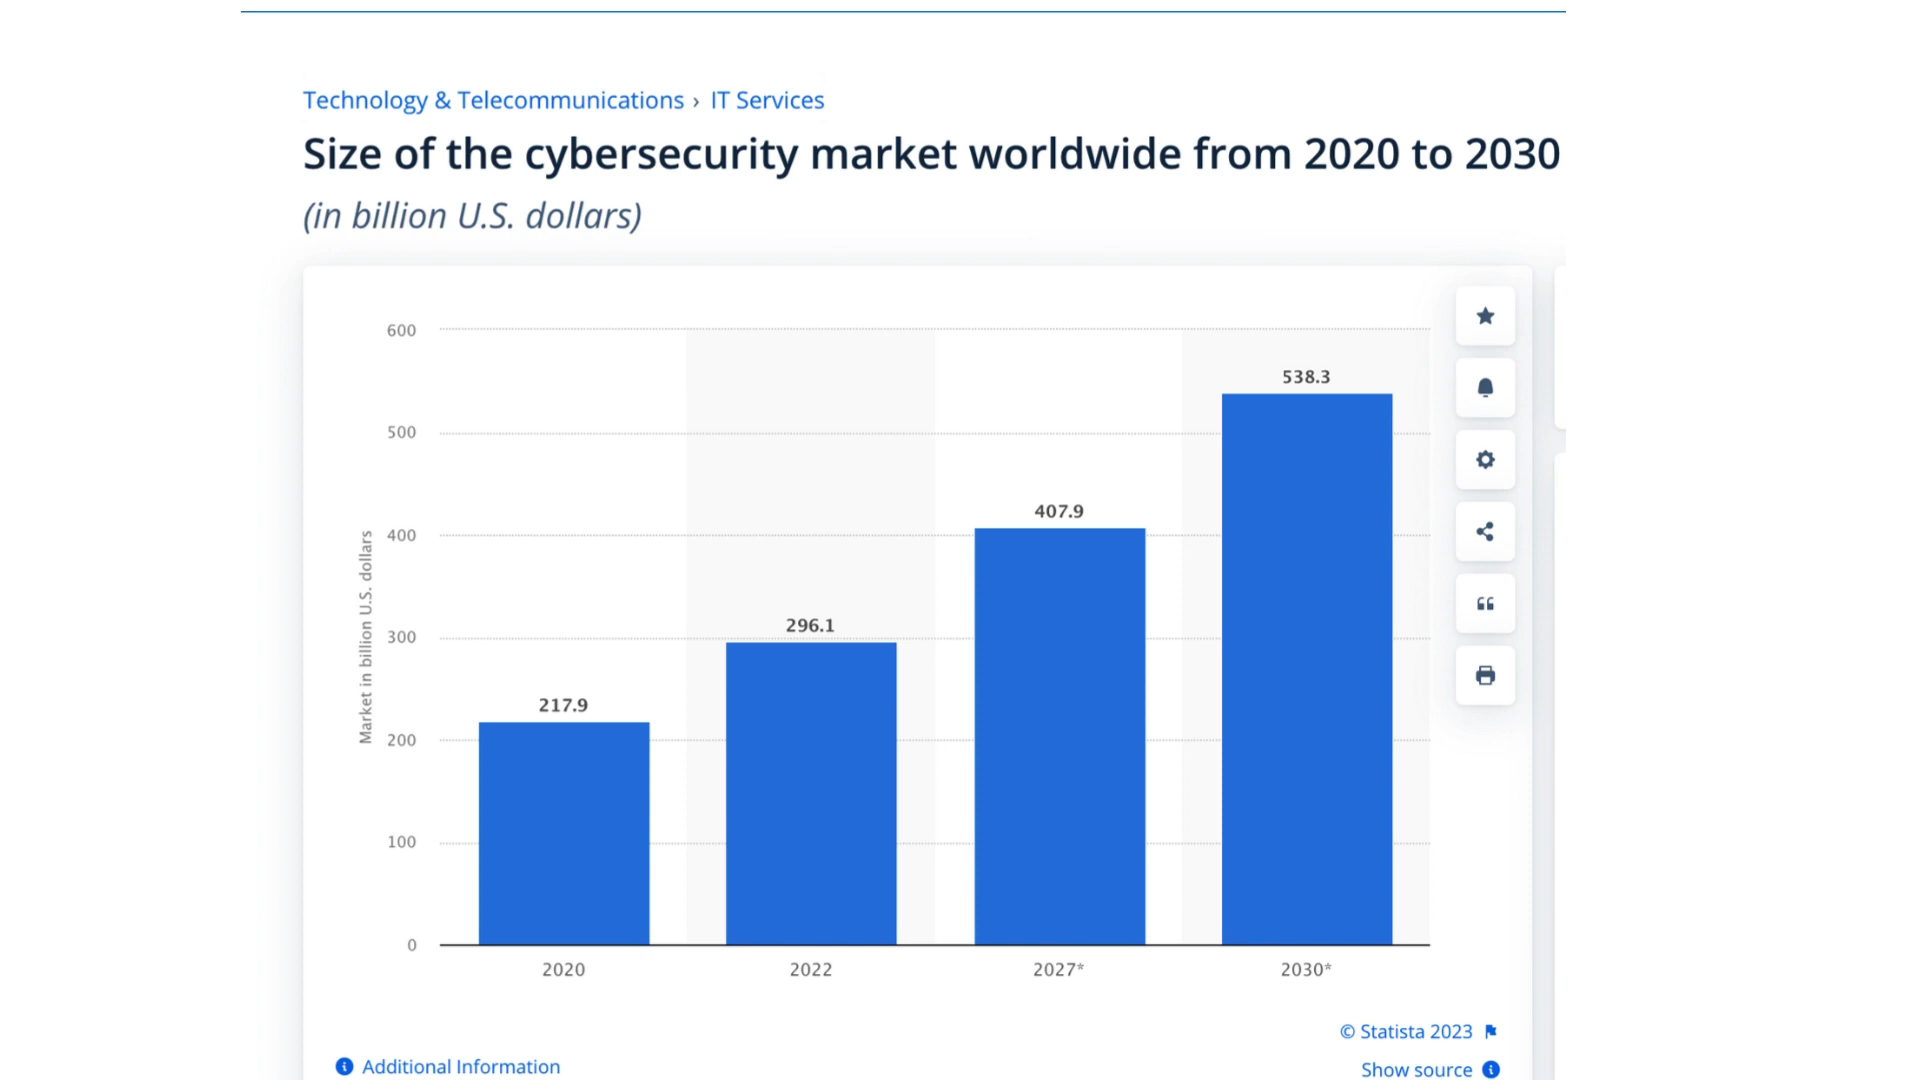 Technology & Telecommunications › IT Services
Size of the cybersecurity market worldwide from 2020 to 2030
(in billion U.S. dollars)
Market in billion U.S. dollars
600
500
400
300
200
100
0
217.9
296.1
407.9
538.3
2020 2022 2027* 2030*
© Statista 2023
Additional Information
Show source